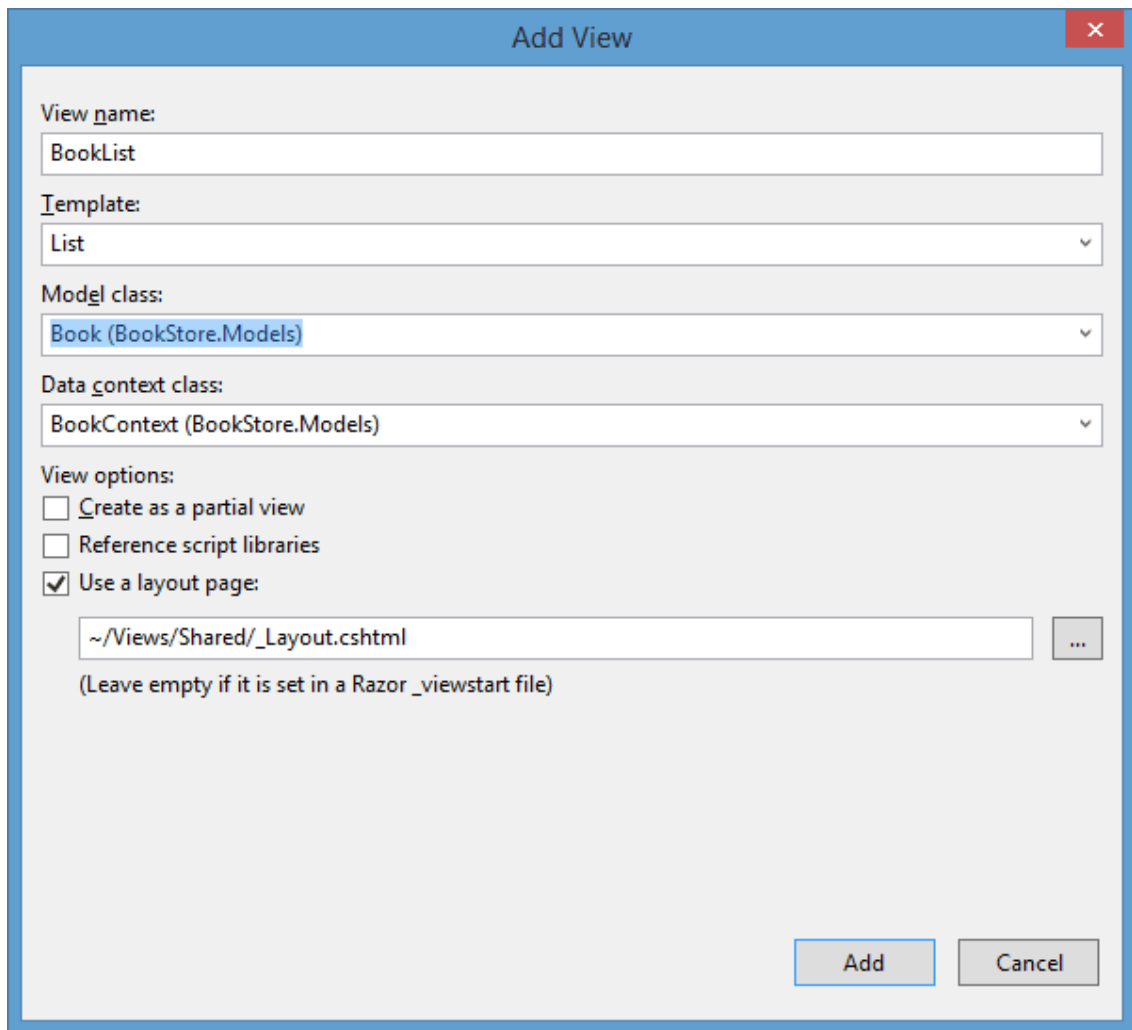 Add View
View name:
BookList
Template:
List
Model class:
Book (BookStore.Models)
Data context class:
BookContext (BookStore.Models)
View options:
Create as a partial view
Reference script libraries
Use a layout page:
~/Views/Shared/_Layout.cshtml
...
(Leave empty if it is set in a Razor _viewstart file)
Add
Cancel